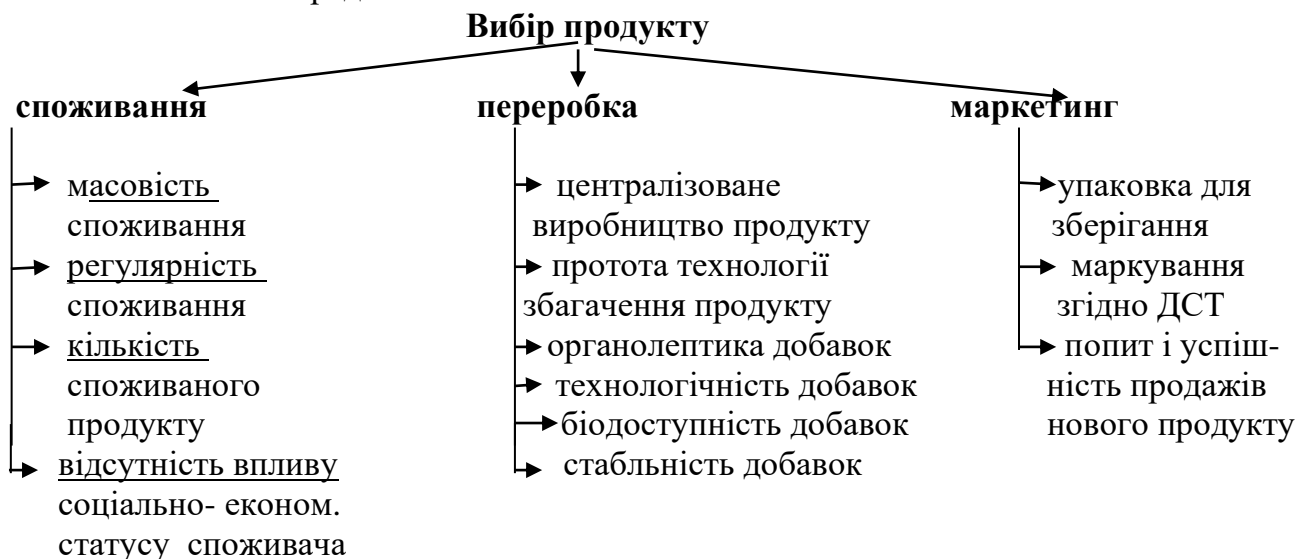 Вибір продукту
споживання
масовість
споживання
регулярність
споживання
кількість
споживаного
продукту
відсутність впливу
соціально- економ.
статусу споживача
переробка
централізоване
виробництво продукту
протота технології
збагачення продукту
органолептика добавок
технологічність добавок
біодоступність добавок
стабльність добавок
маркетинг
упаковка для
зберігання
маркування
згідно ДСТ
попит і успіш-
ність продажів
нового продукту